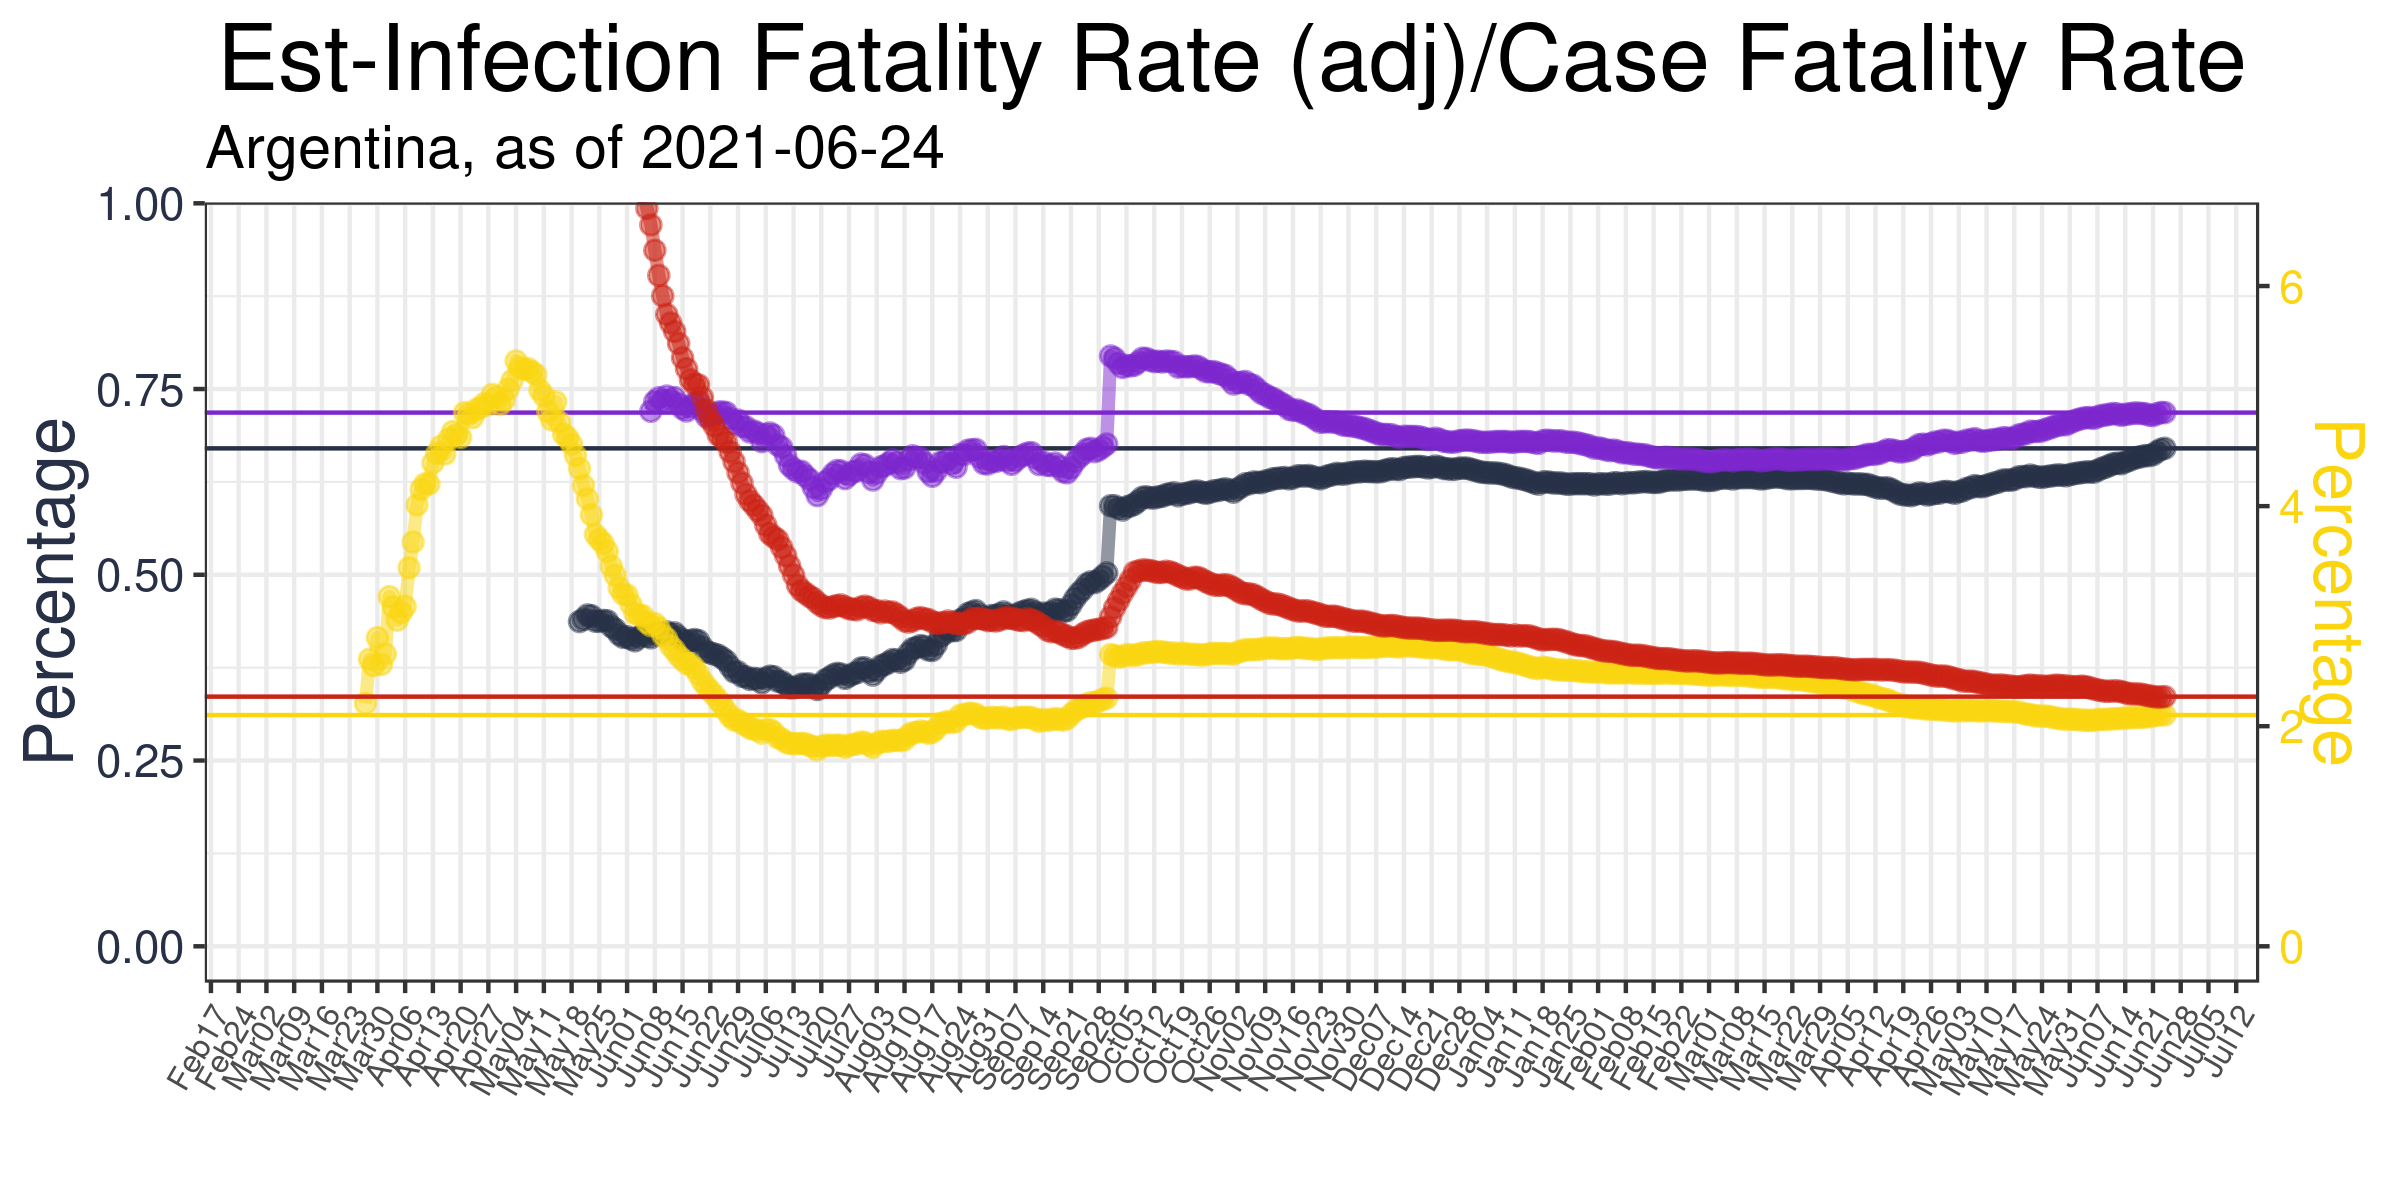 Est-Infection Fatality Rate (adj)/Case Fatality Rate
Argentina, as of 2021-06-24
Percentage
1.00
0.75
0.50
0.25
0.00
6
4
2
0
Percentage
Feb17
Feb24
Mar02
Mar09
Mar16
Mar23
Mar30
Apr06
Apr13
Apr20
Apr27
May04
May11
May18
May25
Jun01
Jun08
Jun15
Jun22
Jun29
Jul06
Jul13
Jul20
Jul27
Aug03
Aug10
Aug17
Aug24
Aug31
Sep07
Sep14
Sep21
Sep28
Oct05
Oct12
Oct19
Oct26
Nov02
Nov09
Nov16
Nov23
Nov30
Dec07
Dec14
Dec21
Dec28
Jan04
Jan11
Jan18
Jan25
Feb01
Feb08
Feb15
Feb22
Mar01
Mar08
Mar15
Mar22
Mar29
Apr05
Apr12
Apr19
Apr26
May03
May10
May17
May24
May31
Jun07
Jun14
Jun21
Jun28
Jul05
Jul12